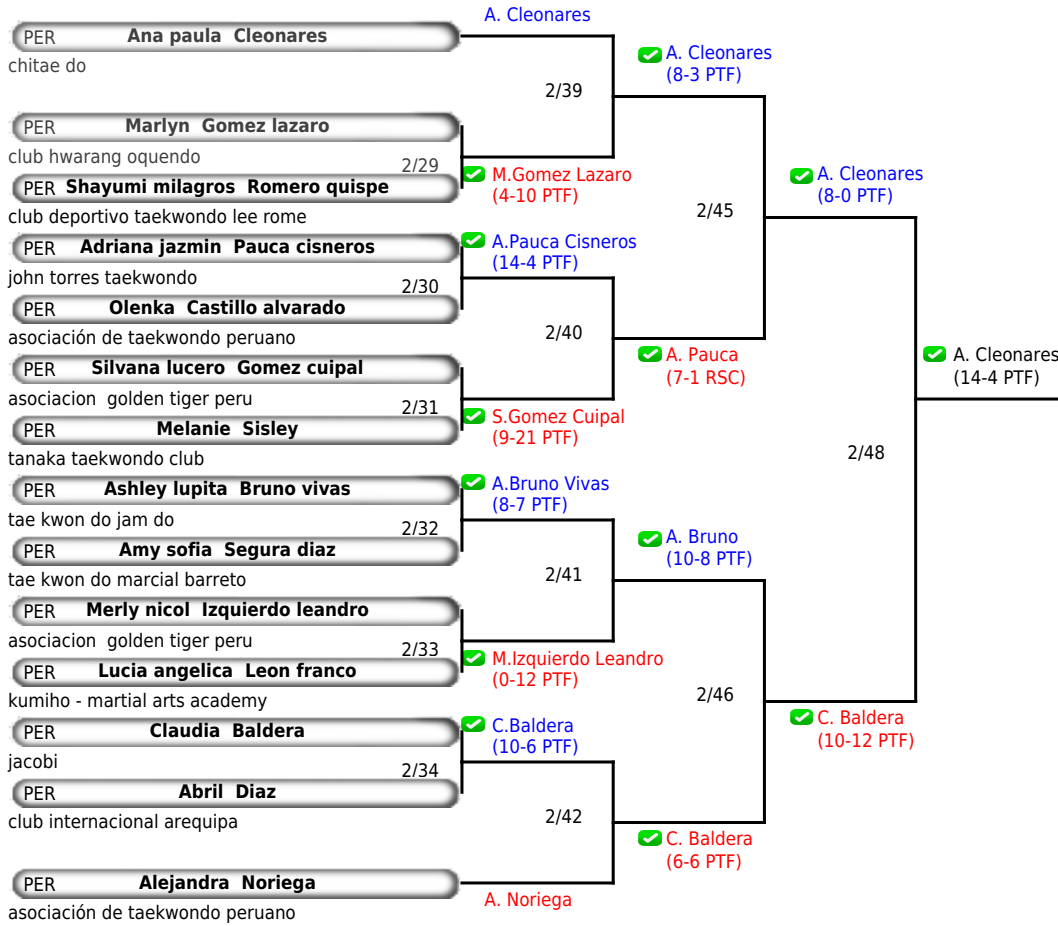 A. Cleonares
PER Ana paula Cleonares
chitae do
A. Cleonares
(8-3 PTF)
2/39
PER Marlyn Gomez lazaro
club hwarang oquendo
2/29
PER Shayumi milagros Romero quispe
club deportivo taekwondo lee rome
M.Gomez Lazaro
(4-10 PTF)
A. Cleonares
(8-0 PTF)
2/45
PER Adriana jazmin Pauca cisneros
john torres taekwondo
A.Pauca Cisneros
(14-4 PTF)
2/30
PER Olenka Castillo alvarado
asociación de taekwondo peruano
2/40
PER Silvana lucero Gomez cuipal
asociacion golden tiger peru
A. Pauca
(7-1 RSC)
A. Cleonares
(14-4 PTF)
2/31
PER Melanie Sisley
tanaka taekwondo club
S.Gomez Cuipal
(9-21 PTF)
2/48
PER Ashley lupita Bruno vivas
tae kwon do jam do
A.Bruno Vivas
(8-7 PTF)
2/32
PER Amy sofia Segura diaz
tae kwon do marcial barreto
A. Bruno
(10-8 PTF)
2/41
PER Merly nicol Izquierdo leandro
asociacion golden tiger peru
2/33
PER Lucia angelica Leon franco
kumiho - martial arts academy
M.Izquierdo Leandro
(0-12 PTF)
2/46
PER Claudia Baldera
jacobi
C.Baldera
(10-6 PTF)
C. Baldera
(10-12 PTF)
2/34
PER Abril Diaz
club internacional arequipa
2/42
C. Baldera
(6-6 PTF)
PER Alejandra Noriega
asociación de taekwondo peruano
A. Noriega